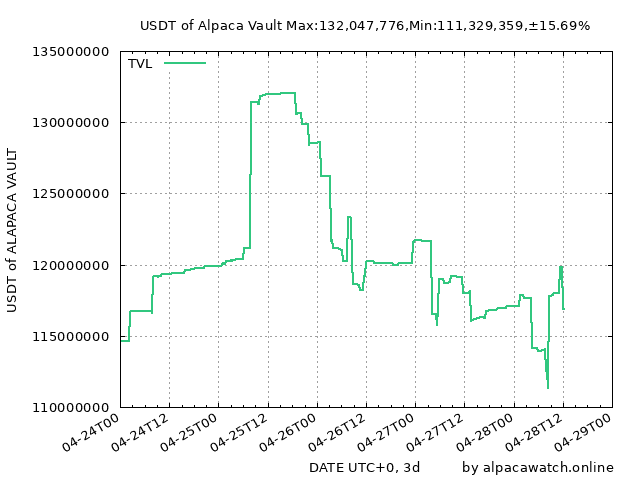 USDT of Alpaca Vault Max:132,047,776,Min:111,329,359,±15.69%
135000000
TVL
130000000
125000000
120000000
115000000
110000000
USDT of ALAPACA VAULT
04-24T00
04-24T12
04-25T00
04-25T12
04-26T00
04-26T12
04-27T00
04-27T12
04-28T00
04-28T12
04-29T00
DATE UTC+0, 3d
by alpacawatch.online